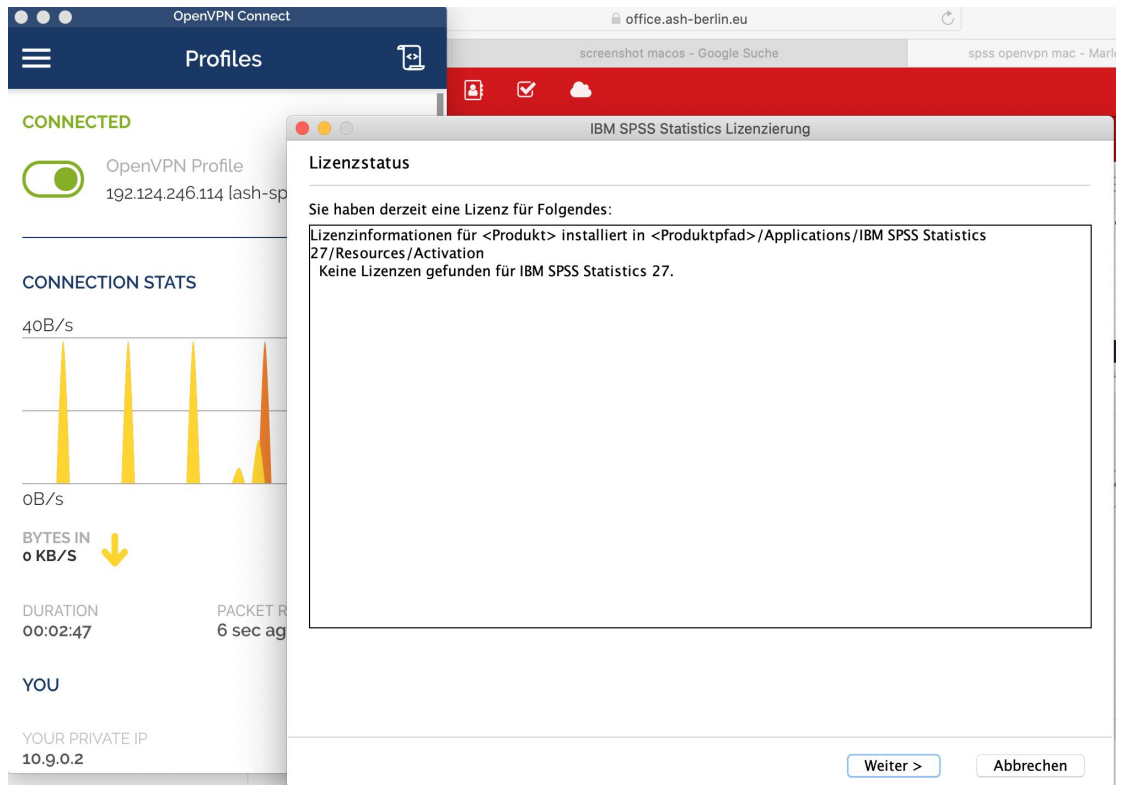 OpenVPN Connect
Profiles
CONNECTED
OpenVPN Profile
192.124.246.114 [ash-sp
CONNECTION STATS
40B/s
0B/s
BYTES IN
0 KB/S
DURATION
00:02:47
PACKET R
6 sec ag
YOU
YOUR PRIVATE IP
10.9.0.2
office.ash-berlin.eu
screenshot macos - Google Suche
spss openvpn mac - Marl
IBM SPSS Statistics Lizenzierung
Lizenzstatus
Sie haben derzeit eine Lizenz für Folgendes:
Lizenzinformationen für <Produkt> installiert in <Produktpfad>/Applications/IBM SPSS Statistics
27/Resources/Activation
Keine Lizenzen gefunden für IBM SPSS Statistics 27.
Weiter >
Abbrechen